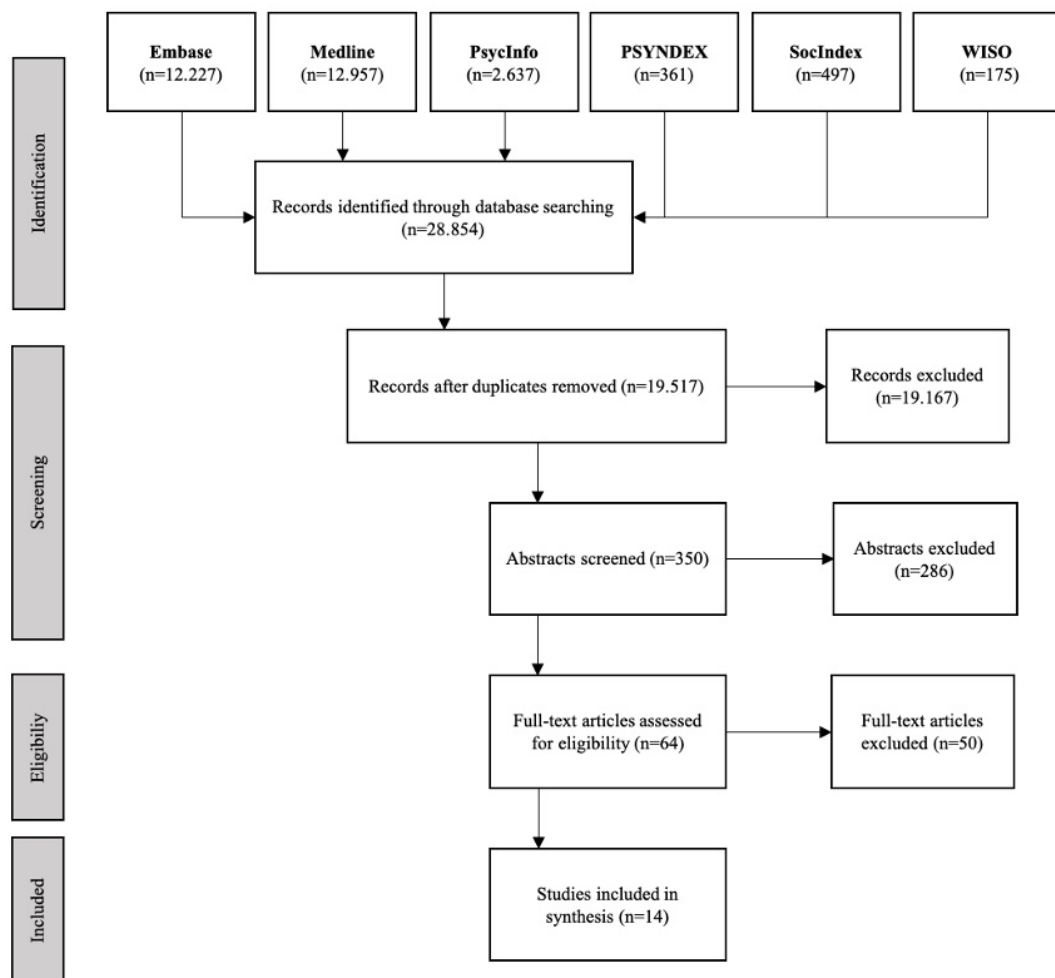 Embase
(n=12.227)
Medline
(n=12.957)
PsycInfo
(n=2.637)
PSYNDEX
(n=361)
SocIndex
(n=497)
WISO
(n=175)
Identification
Records identified through database searching
(n=28.854)
Screening
Records after duplicates removed (n=19.517)
Records excluded
(n=19.167)
Abstracts screened (n=350)
Abstracts excluded
(n=286)
Eligibiliy
Full-text articles assessed
for eligibility (n=64)
Full-text articles
excluded (n=50)
Included
Studies included in
synthesis (n=14)